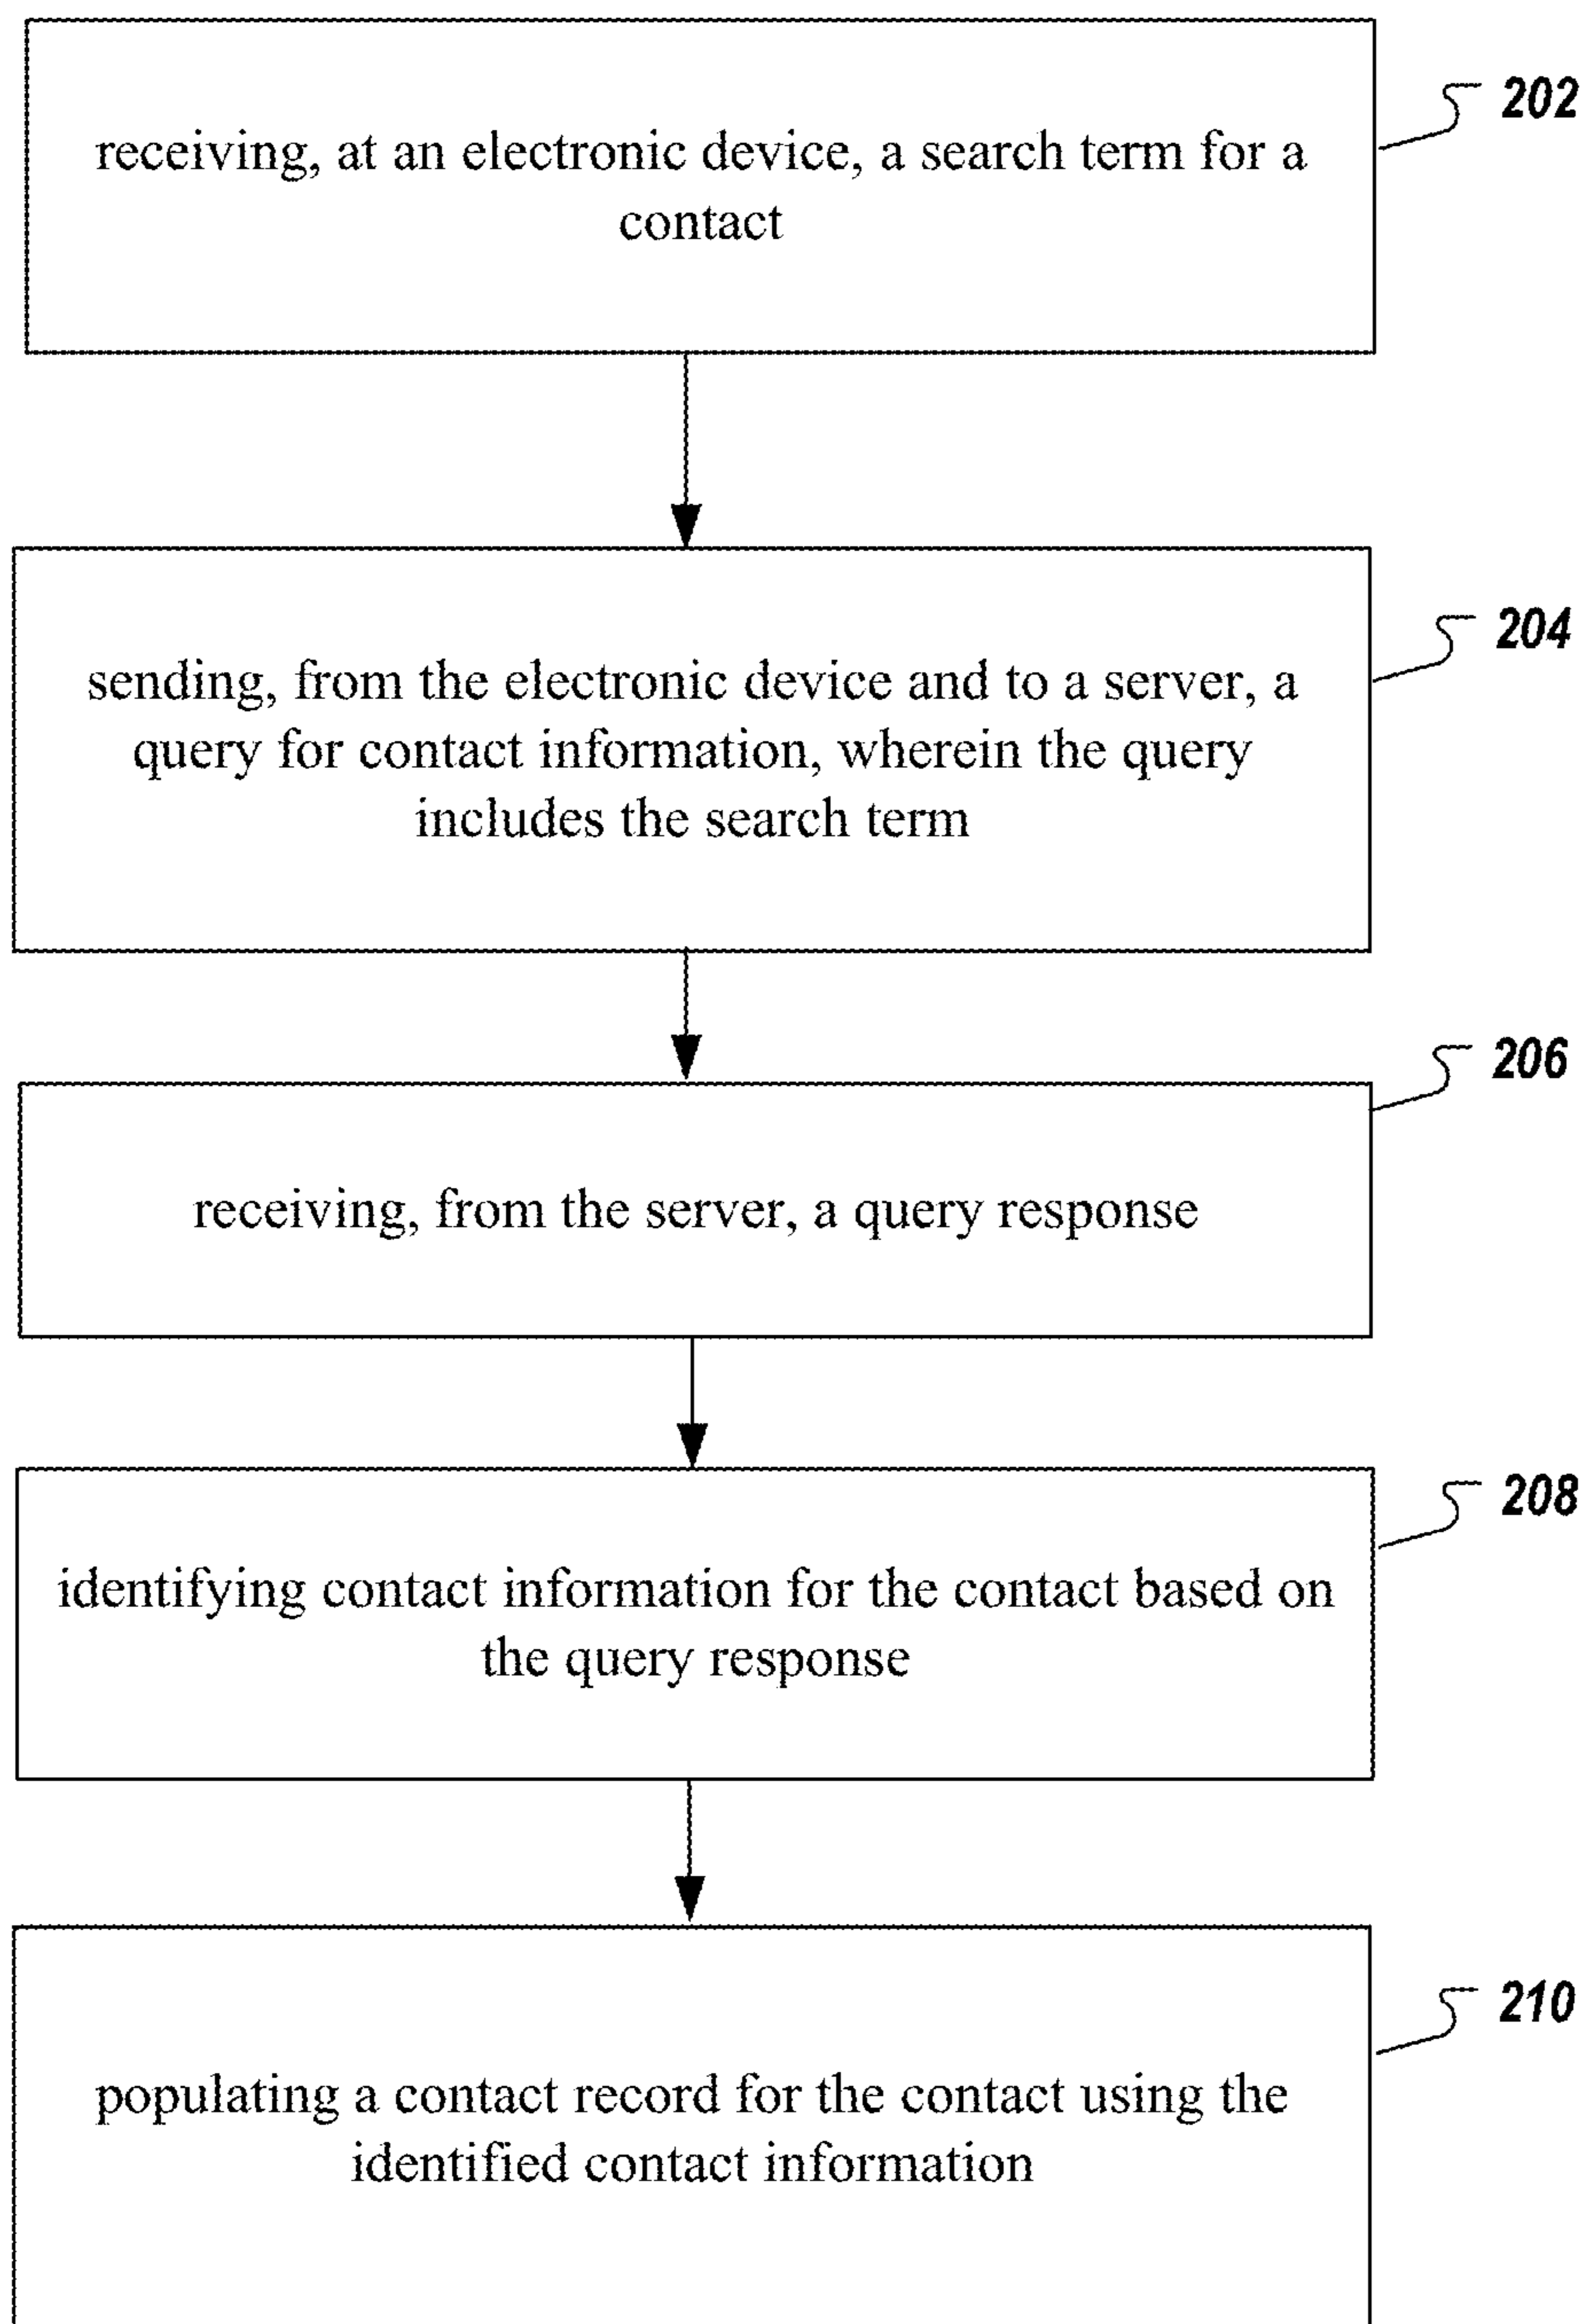 receiving, at an electronic device, a search term for a
contact
202
sending, from the electronic device and to a server, a
query for contact information, wherein the query
includes the search term
204
receiving, from the server, a query response
206
identifying contact information for the contact based on
the query response
208
populating a contact record for the contact using the
identified contact information
210